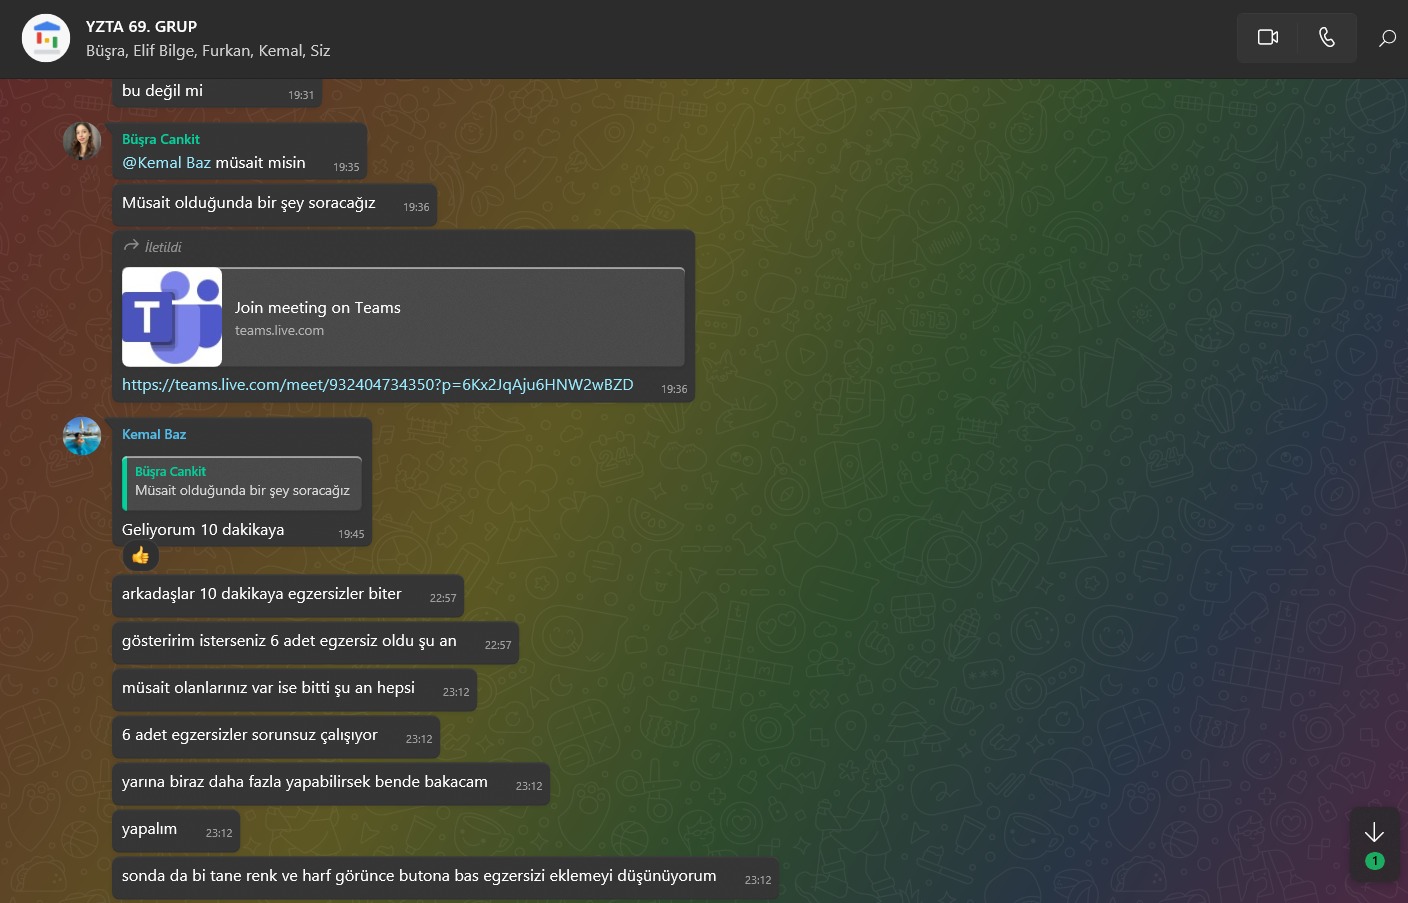 YZTA 69. GRUP
Büşra, Elif Bilge, Furkan, Kemal, Siz
bu değil mi
19:31
Büşra Cankit
@Kemal Baz müsait misin
19:35
Müsait olduğunda bir şey soracağız
19:36
İletildi
T
Join meeting on Teams
teams.live.com
https://teams.live.com/meet/932404734350?p=6Kx2JqAju6HNW2wBZD
19:36
Kemal Baz
Büşra Cankit
Müsait olduğunda bir şey soracağız
Geliyorum 10 dakikaya
19:45
arkadaşlar 10 dakikaya egzersizler biter
22:57
gösteririm isterseniz 6 adet egzersiz oldu şu an
22:57
müsait olanlarınız var ise bitti şu an hepsi
23:12
6 adet egzersizler sorunsuz çalışıyor
23:12
yarına biraz daha fazla yapabilirsek bende bakacam
23:12
yapalım
23:12
sonda da bi tane renk ve harf görünce butona bas egzersizi eklemeyi düşünüyorum
23:12
1